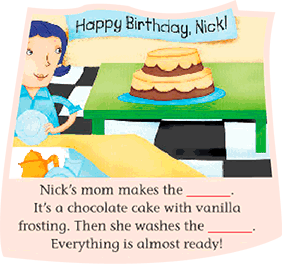 Happy Birthday, Nick!
Nick's mom makes the ______.
It's a chocolate cake with vanilla
frosting. Then she washes the ______.
Everything is almost ready!